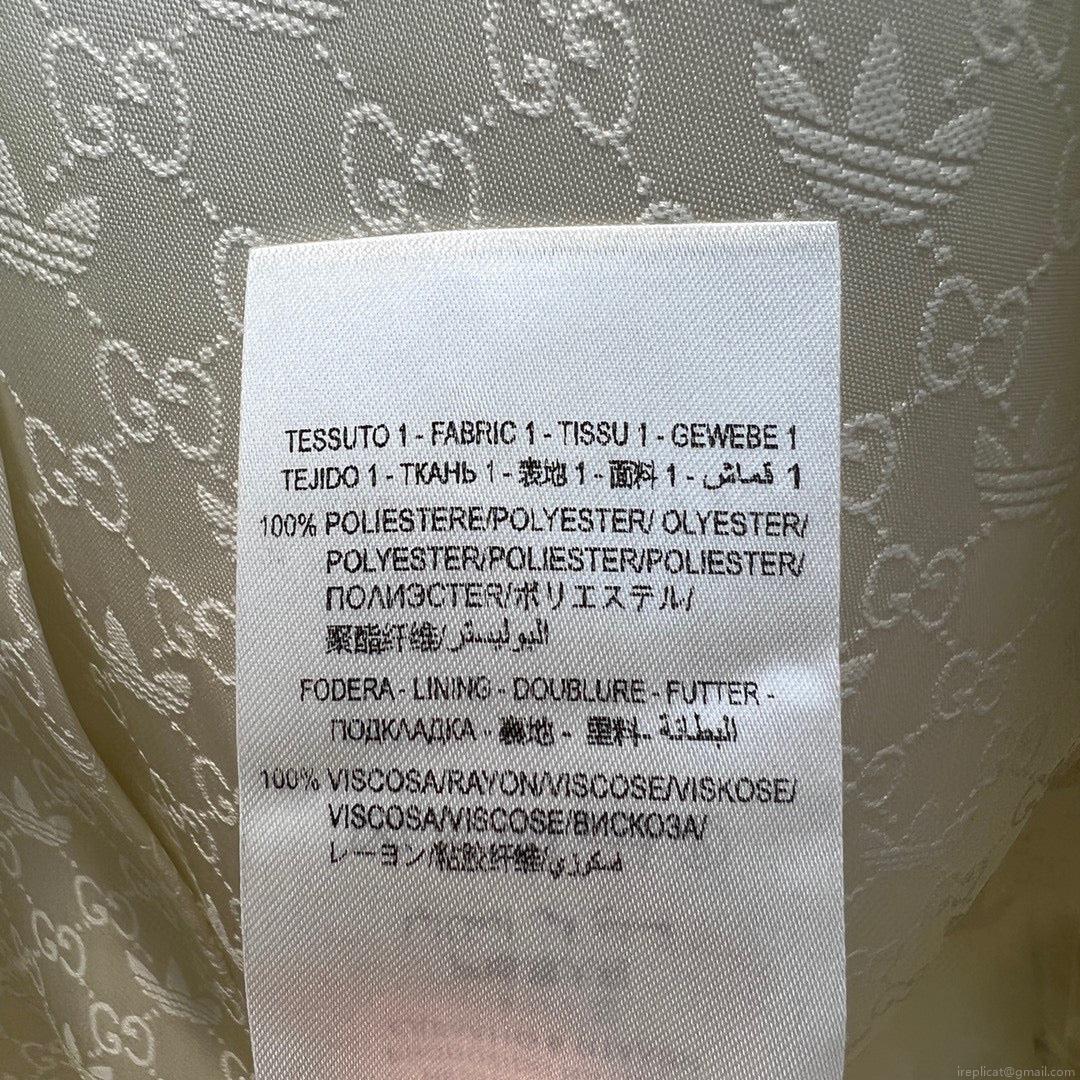 TESSUTO 1 - FABRIC 1 - TISSU 1 - GEWEBE 1
TEJIDO 1 - ТКАНЬ 1 - 表地 1 - 面料 1 - قماش 1
100% POLIESTERE/POLYESTER/ OLYESTER/
POLYESTER/POLIESTER/POLIESTER/
ПОЛИЭСТЕR/ポリエステル/
聚酯纤维/البوليستر
FODERA - LINING - DOUBLURE - FUTTER -
ПОДКЛАДКА - 裏地 - 里料- البطانة
100% VISCOSA/RAYON/VISCOSE/VISKOSE/
VISCOSA/VISCOSE/ВИСКОЗА/
レーヨン/粘胶纤维/
ireplicat@gmail.com